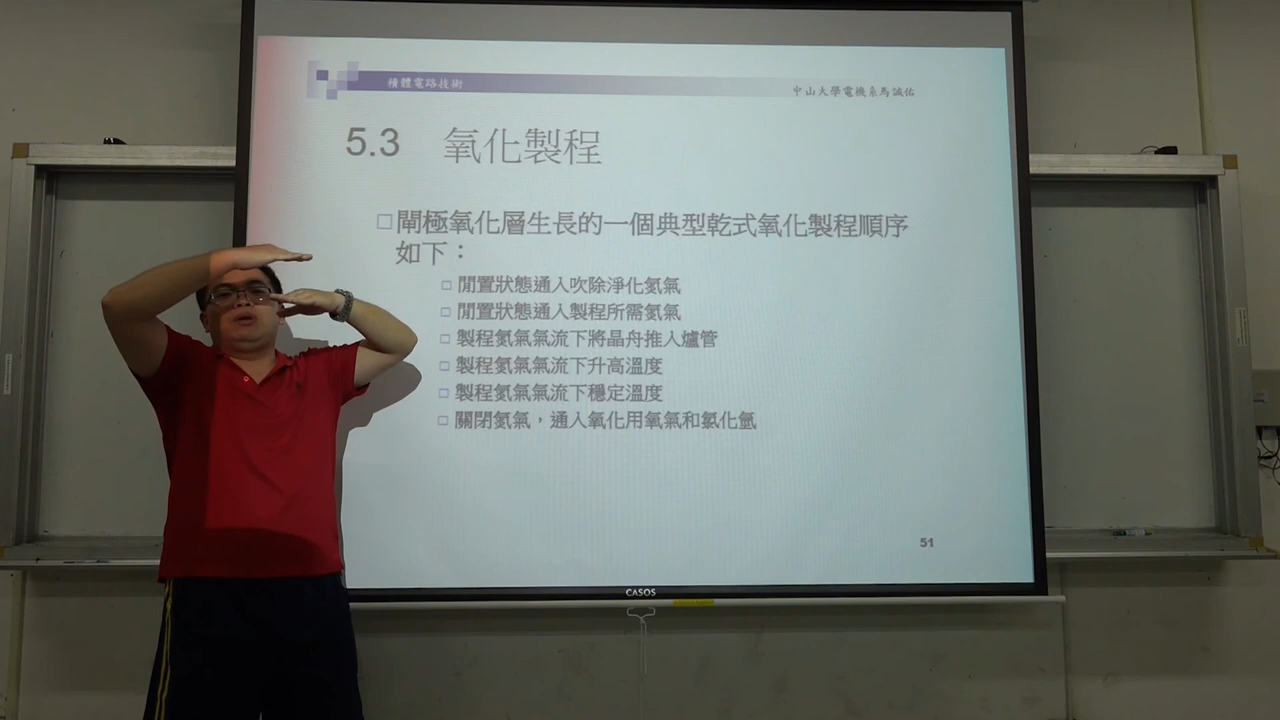 積體電路技術
中山大學電機系馬誠佑
5.3 氧化製程
閘極氧化層生長的一個典型乾式氧化製程順序
如下：
閒置狀態通入吹除淨化氮氣
閒置狀態通入製程所需氮氣
製程氮氣氣流下將晶舟推入爐管
製程氮氣氣流下升高溫度
製程氮氣氣流下穩定溫度
關閉氮氣，通入氧化用氧氣和氯化氫
51
CASOS